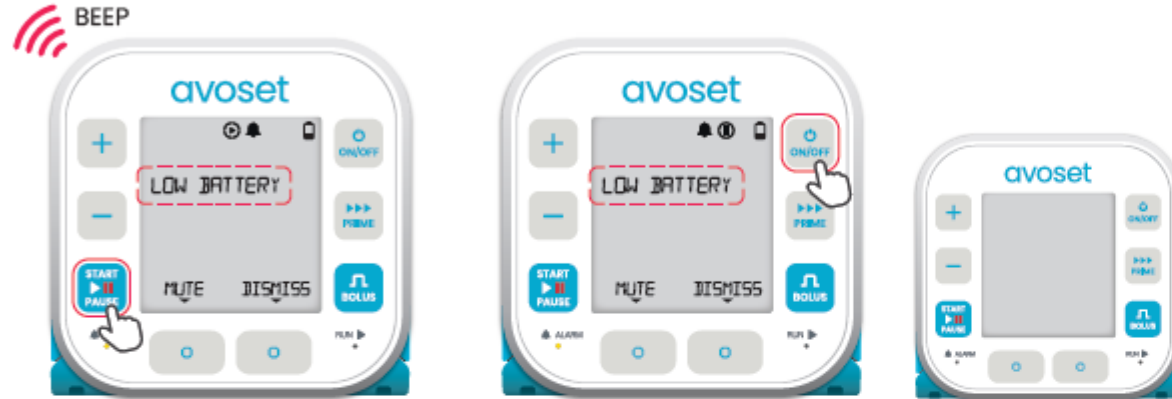 BEEP
avoset
ON/OFF
LOW BATTERY
PRIME
START
PAUSE
MUTE DISMISS
BOLUS
RUN
avoset
ON/OFF
LOW BATTERY
PRIME
START
PAUSE
MUTE DISMISS
BOLUS
ALARM
RUN
avoset
ON/OFF
PRIME
START
PAUSE
BOLUS
ALARM
RUN